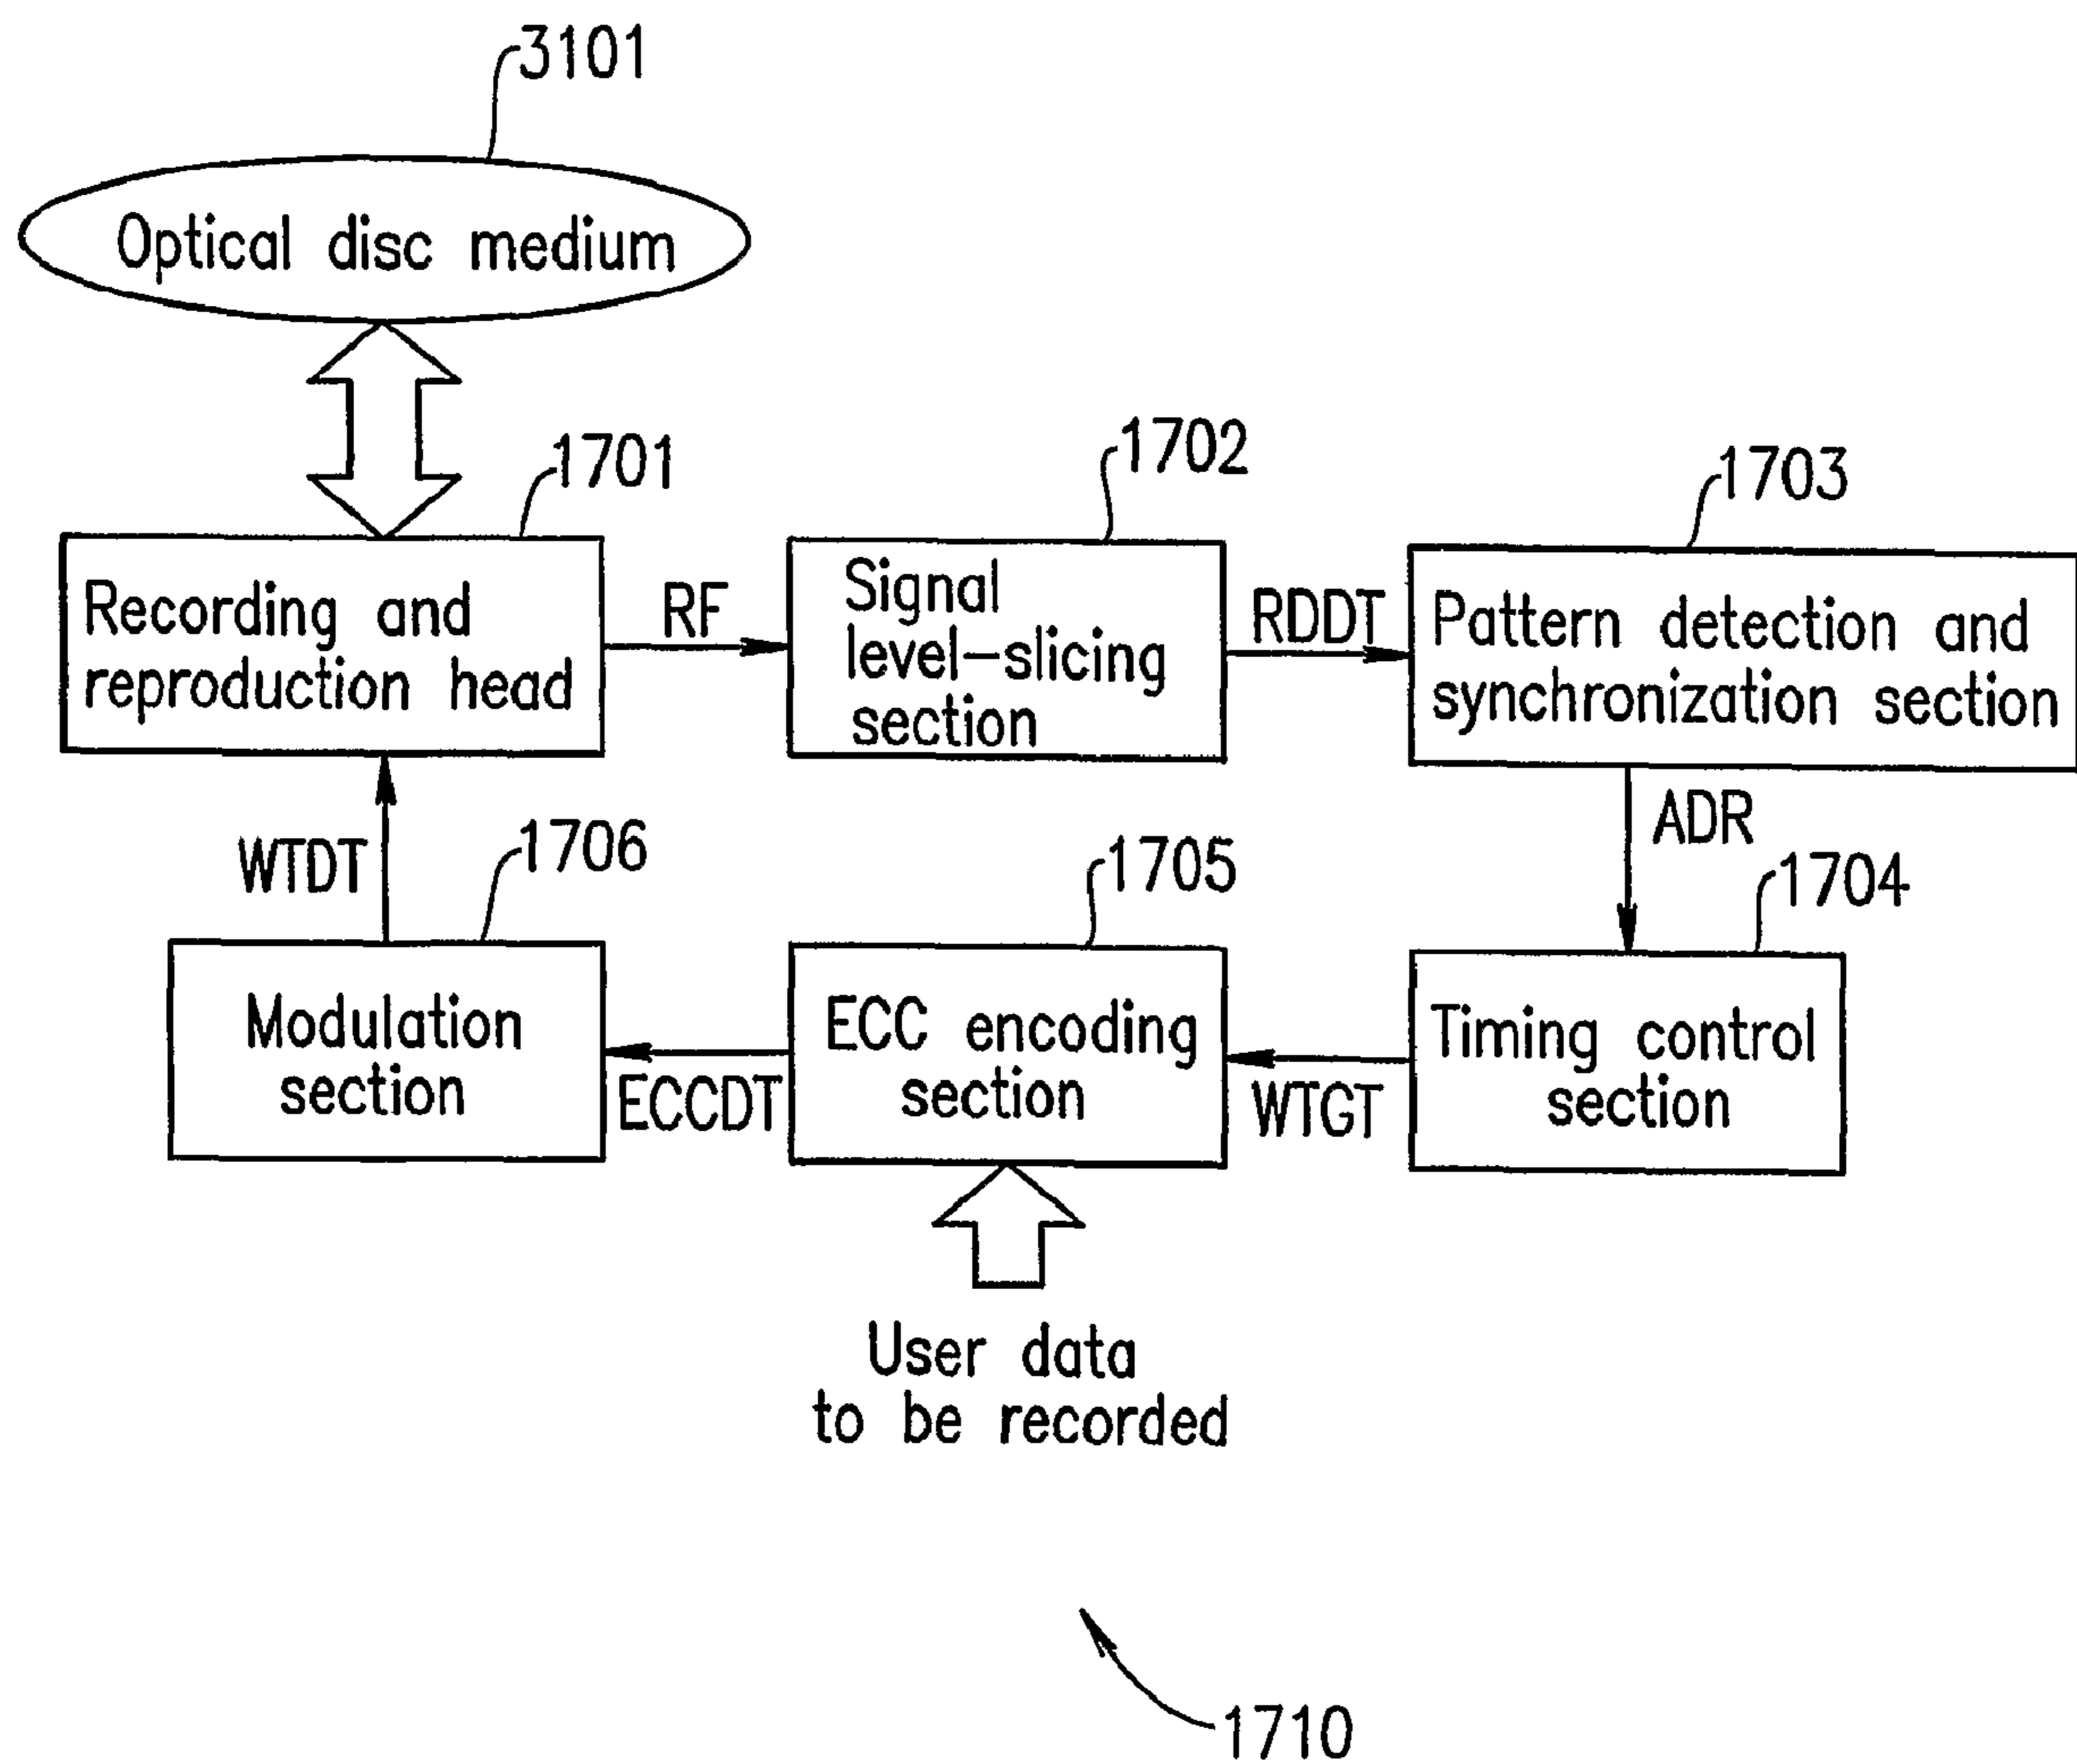 3101
Optical disc medium
1701
1702
1703
Recording and
reproduction head
RF
Signal
level-slicing
section
RDDT
Pattern detection and
synchronization section
WTDT
1706
1705
ADR
1704
Modulation
section
ECCDT
ECC encoding
section
WTGT
Timing control
section
User data
to be recorded
1710